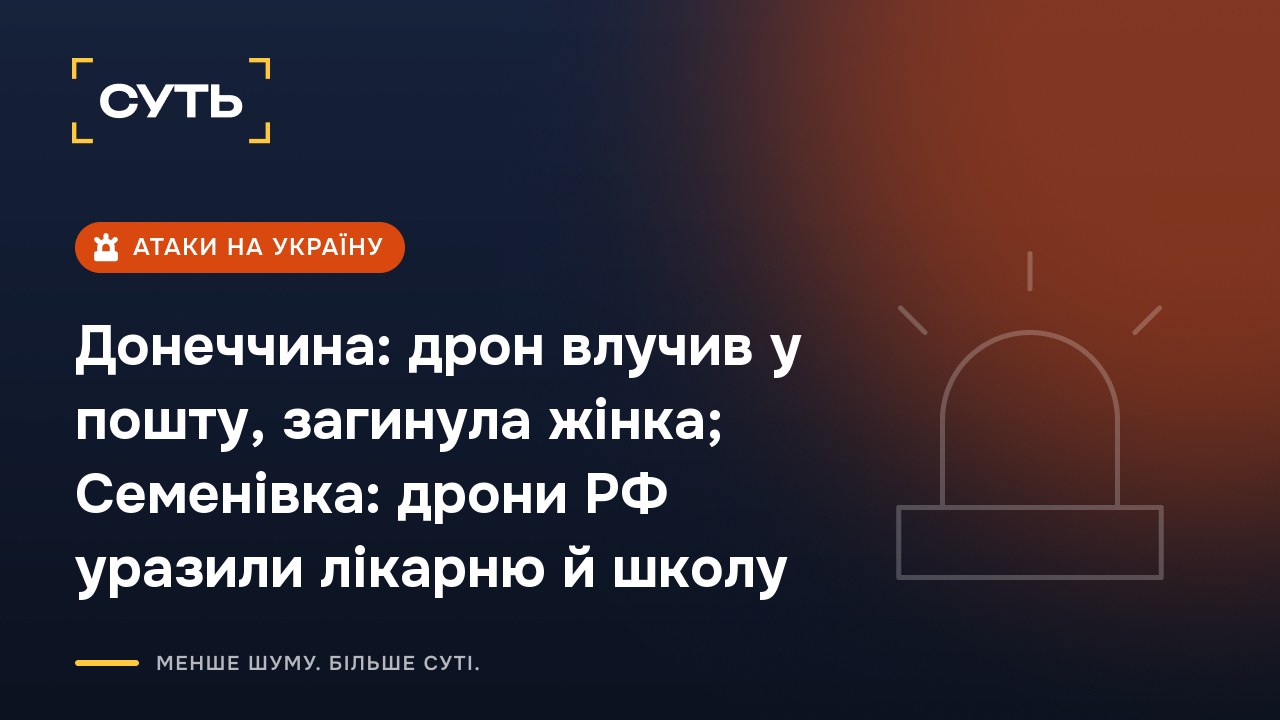 СУТЬ
АТАКИ НА УКРАЇНУ
Донеччина: дрон влучив у
пошту, загинула жінка;
Семенівка: дрони РФ
уразили лікарню й школу
МЕНШЕ ШУМУ. БІЛЬШЕ СУТІ.